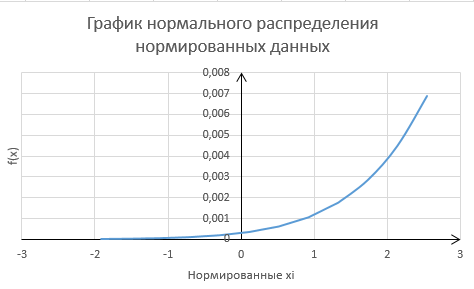 График нормального распределения
нормированных данных
0,008
0,007
0,006
0,005
0,004
0,003
0,002
0,001
0
-3 -2 -1 0 1 2 3
f(x)
Нормированные xi